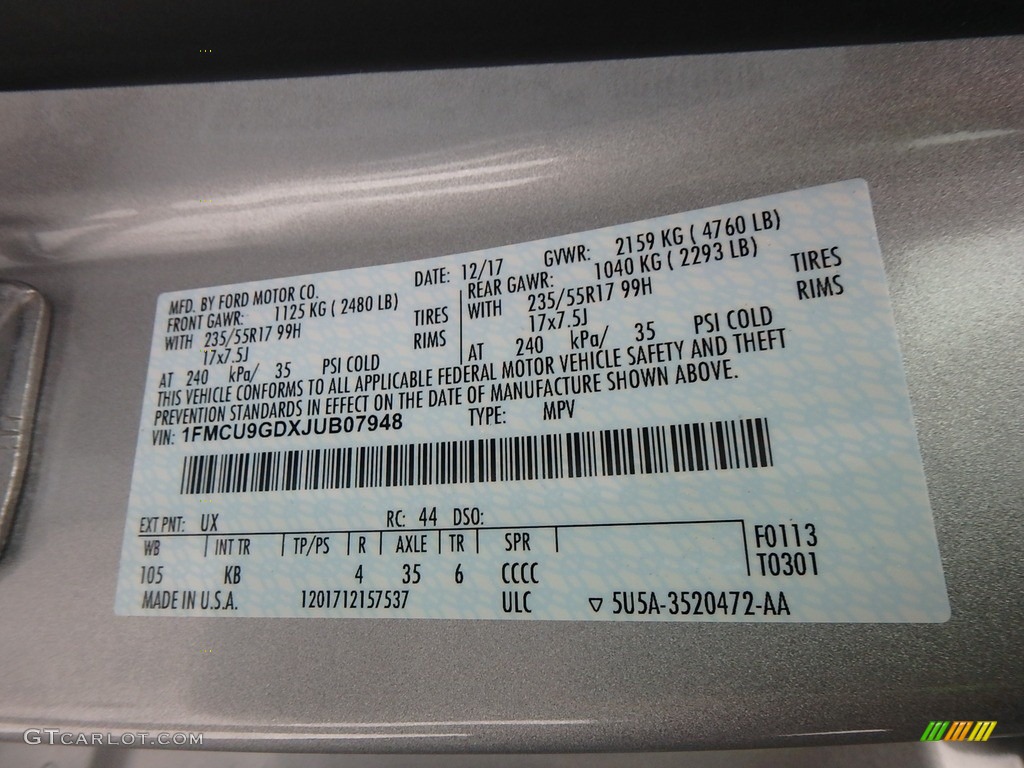 MFD. BY FORD MOTOR CO. DATE: 12/17 GVWR: 2159 KG ( 4760 LB)
FRONT GAWR: 1125 KG ( 2480 LB) REAR GAWR: 1040 KG ( 2293 LB)
WITH 235/55R17 99H TIRES WITH 235/55R17 99H TIRES
17x7.5J RIMS 17x7.5J RIMS
AT 240 kPa/ 35 PSI COLD AT 240 kPa/ 35 PSI COLD
THIS VEHICLE CONFORMS TO ALL APPLICABLE FEDERAL MOTOR VEHICLE SAFETY AND THEFT
PREVENTION STANDARDS IN EFFECT ON THE DATE OF MANUFACTURE SHOWN ABOVE.
VIN: 1FMCU9GDXJUB07948 TYPE: MPV
EXT PNT: UX RC: 44 DSO:
WB INT TR TP/PS R AXLE TR SPR F0113
105 KB 4 35 6 CCCC T0301
MADE IN U.S.A. 1201712157537 ULC ▽ 5U5A-3520472-AA
GTCARLOT.COM